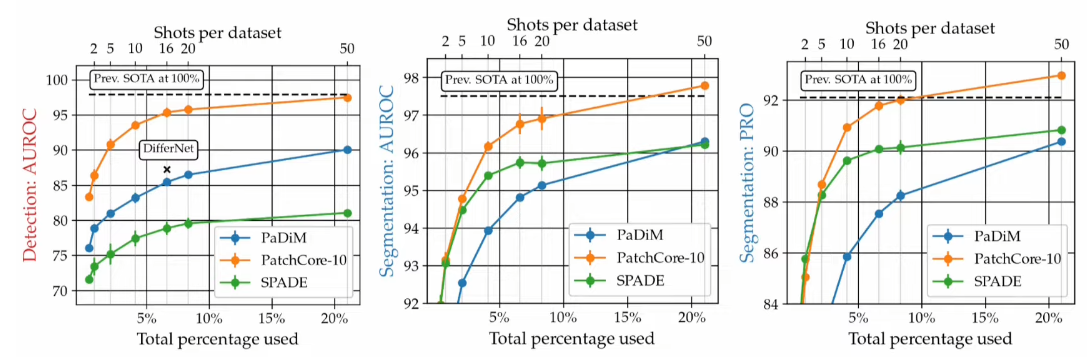 Shots per dataset
2 5 10 16 20 50
Prev. SOTA at 100%
DifferNet
Detection: AUROC
100
95
90
85
80
75
70
PaDiM
PatchCore-10
SPADE
5% 10% 15% 20%
Total percentage used
Shots per dataset
2 5 10 16 20 50
Prev. SOTA at 100%
Segmentation: AUROC
98
97
96
95
94
93
92
PaDiM
PatchCore-10
SPADE
5% 10% 15% 20%
Total percentage used
Shots per dataset
2 5 10 16 20 50
Prev. SOTA at 100%
Segmentation: PRO
92
90
88
86
84
PaDiM
PatchCore-10
SPADE
5% 10% 15% 20%
Total percentage used